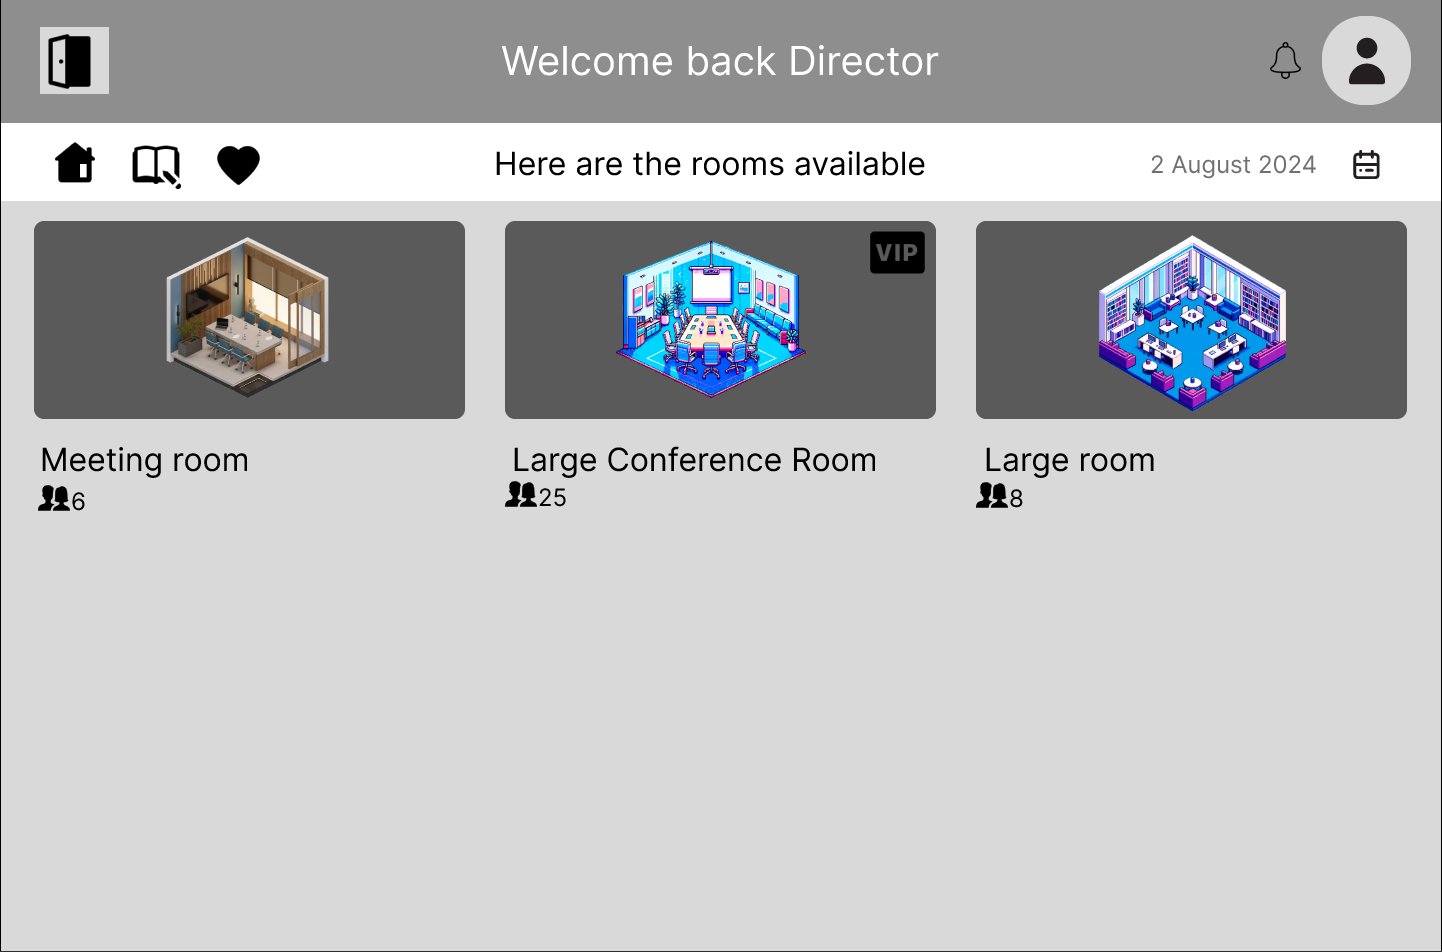 Welcome back Director
Here are the rooms available
2 August 2024
VIP
Meeting room
6
Large Conference Room
25
Large room
8